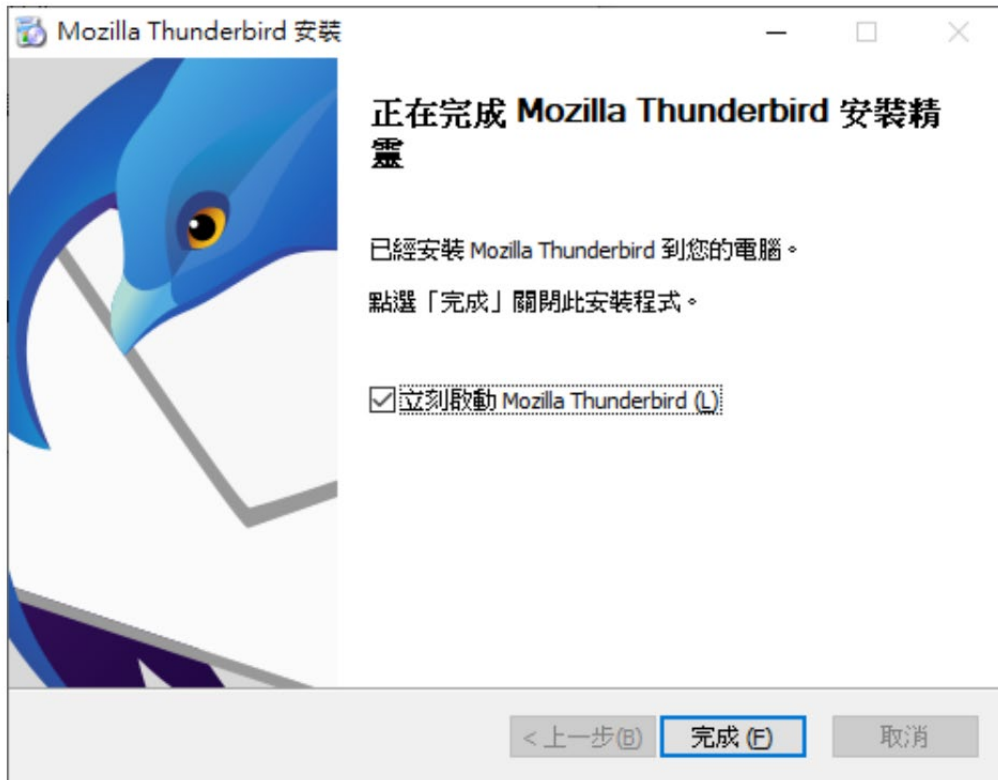 Mozilla Thunderbird 安裝
正在完成 Mozilla Thunderbird 安裝精
靈
已經安裝 Mozilla Thunderbird 到您的電腦。
點選「完成」關閉此安裝程式。
立刻啟動 Mozilla Thunderbird (L)
< 上一步(B)
完成 (F)
取消